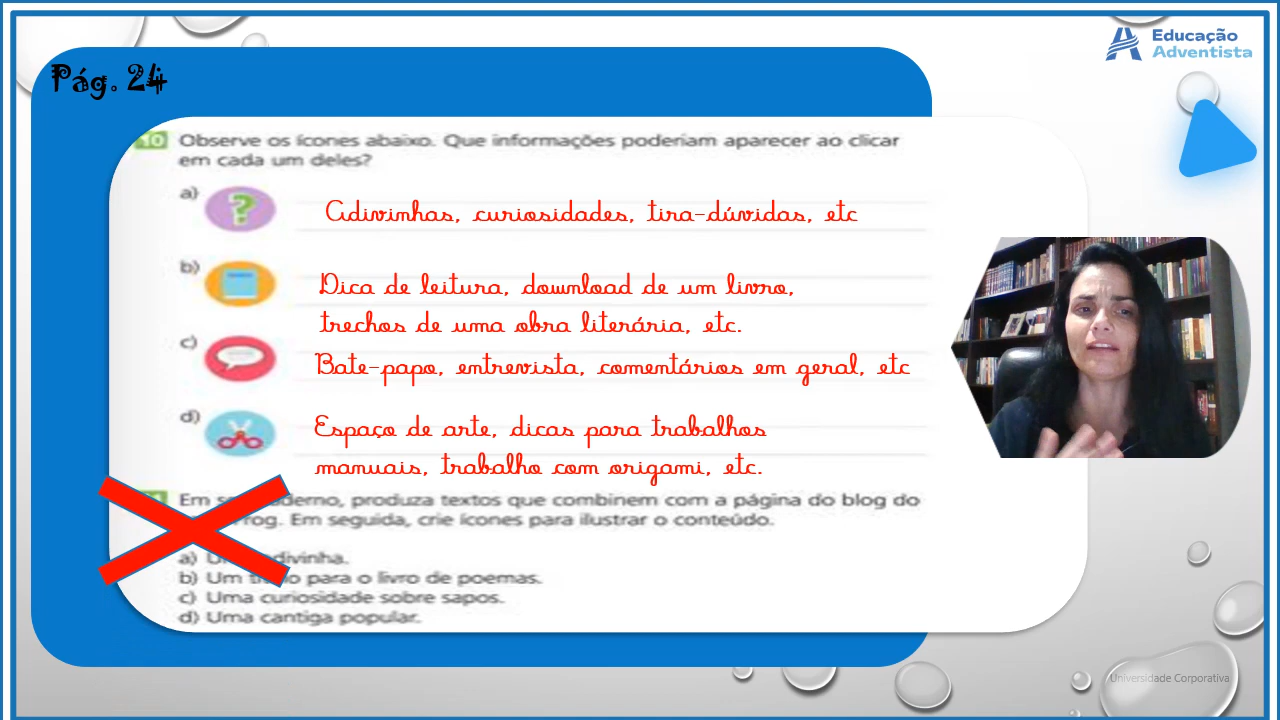 Educação
Adventista
Pág. 24
10 Observe os ícones abaixo. Que informações poderiam aparecer ao clicar
em cada um deles?
a) ? Adivinhas, curiosidades, tira-dúvidas, etc
b) Dica de leitura, download de um livro,
trechos de uma obra literária, etc.
c) Bate-papo, entrevista, comentários em geral, etc
d) Espaço de arte, dicas para trabalhos
manuais, trabalho com origami, etc.
Em caderno, produza textos que combinem com a página do blog do
Frog. Em seguida, crie ícones para ilustrar o conteúdo.
a) adivinha.
b) Um para o livro de poemas.
c) Uma curiosidade sobre sapos.
d) Uma cantiga popular.
Universidade Corporativa